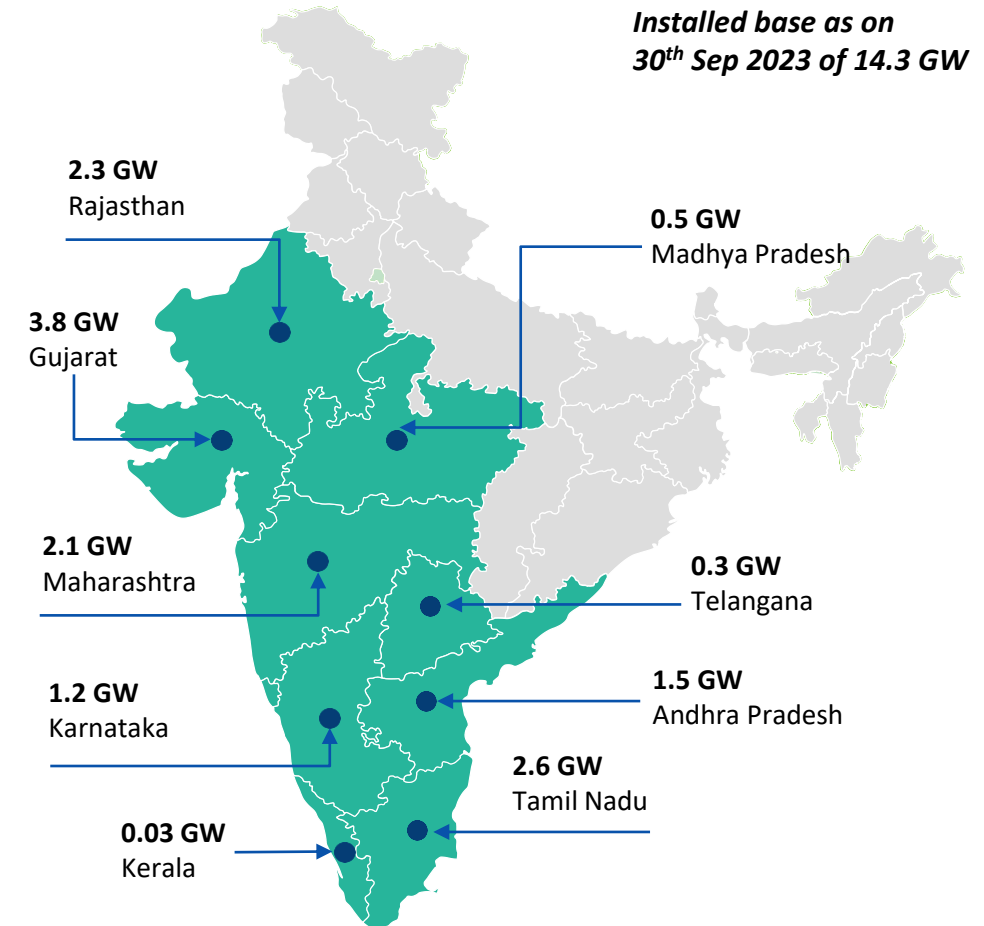 Installed base as on
30th Sep 2023 of 14.3 GW
2.3 GW
Rajasthan
0.5 GW
Madhya Pradesh
3.8 GW
Gujarat
2.1 GW
Maharashtra
0.3 GW
Telangana
1.2 GW
Karnataka
1.5 GW
Andhra Pradesh
2.6 GW
Tamil Nadu
0.03 GW
Kerala